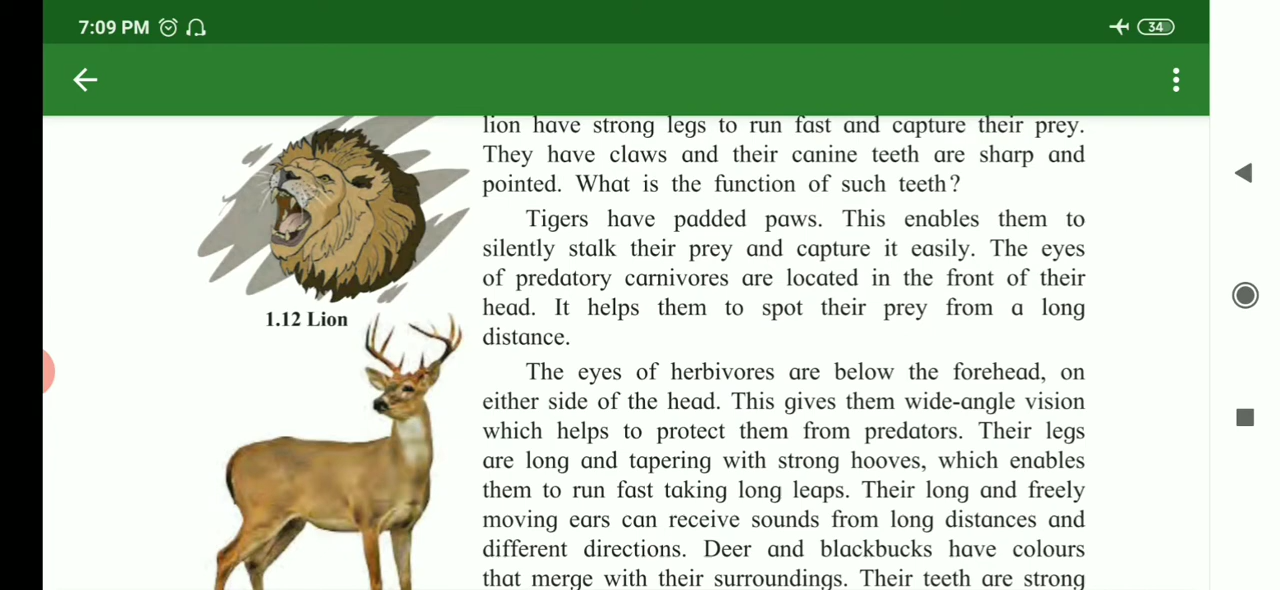 7:09 PM
34
lion have strong legs to run fast and capture their prey.
They have claws and their canine teeth are sharp and
pointed. What is the function of such teeth?
Tigers have padded paws. This enables them to
silently stalk their prey and capture it easily. The eyes
of predatory carnivores are located in the front of their
head. It helps them to spot their prey from a long
distance.
1.12 Lion
The eyes of herbivores are below the forehead, on
either side of the head. This gives them wide-angle vision
which helps to protect them from predators. Their legs
are long and tapering with strong hooves, which enables
them to run fast taking long leaps. Their long and freely
moving ears can receive sounds from long distances and
different directions. Deer and blackbucks have colours
that merge with their surroundings. Their teeth are strong